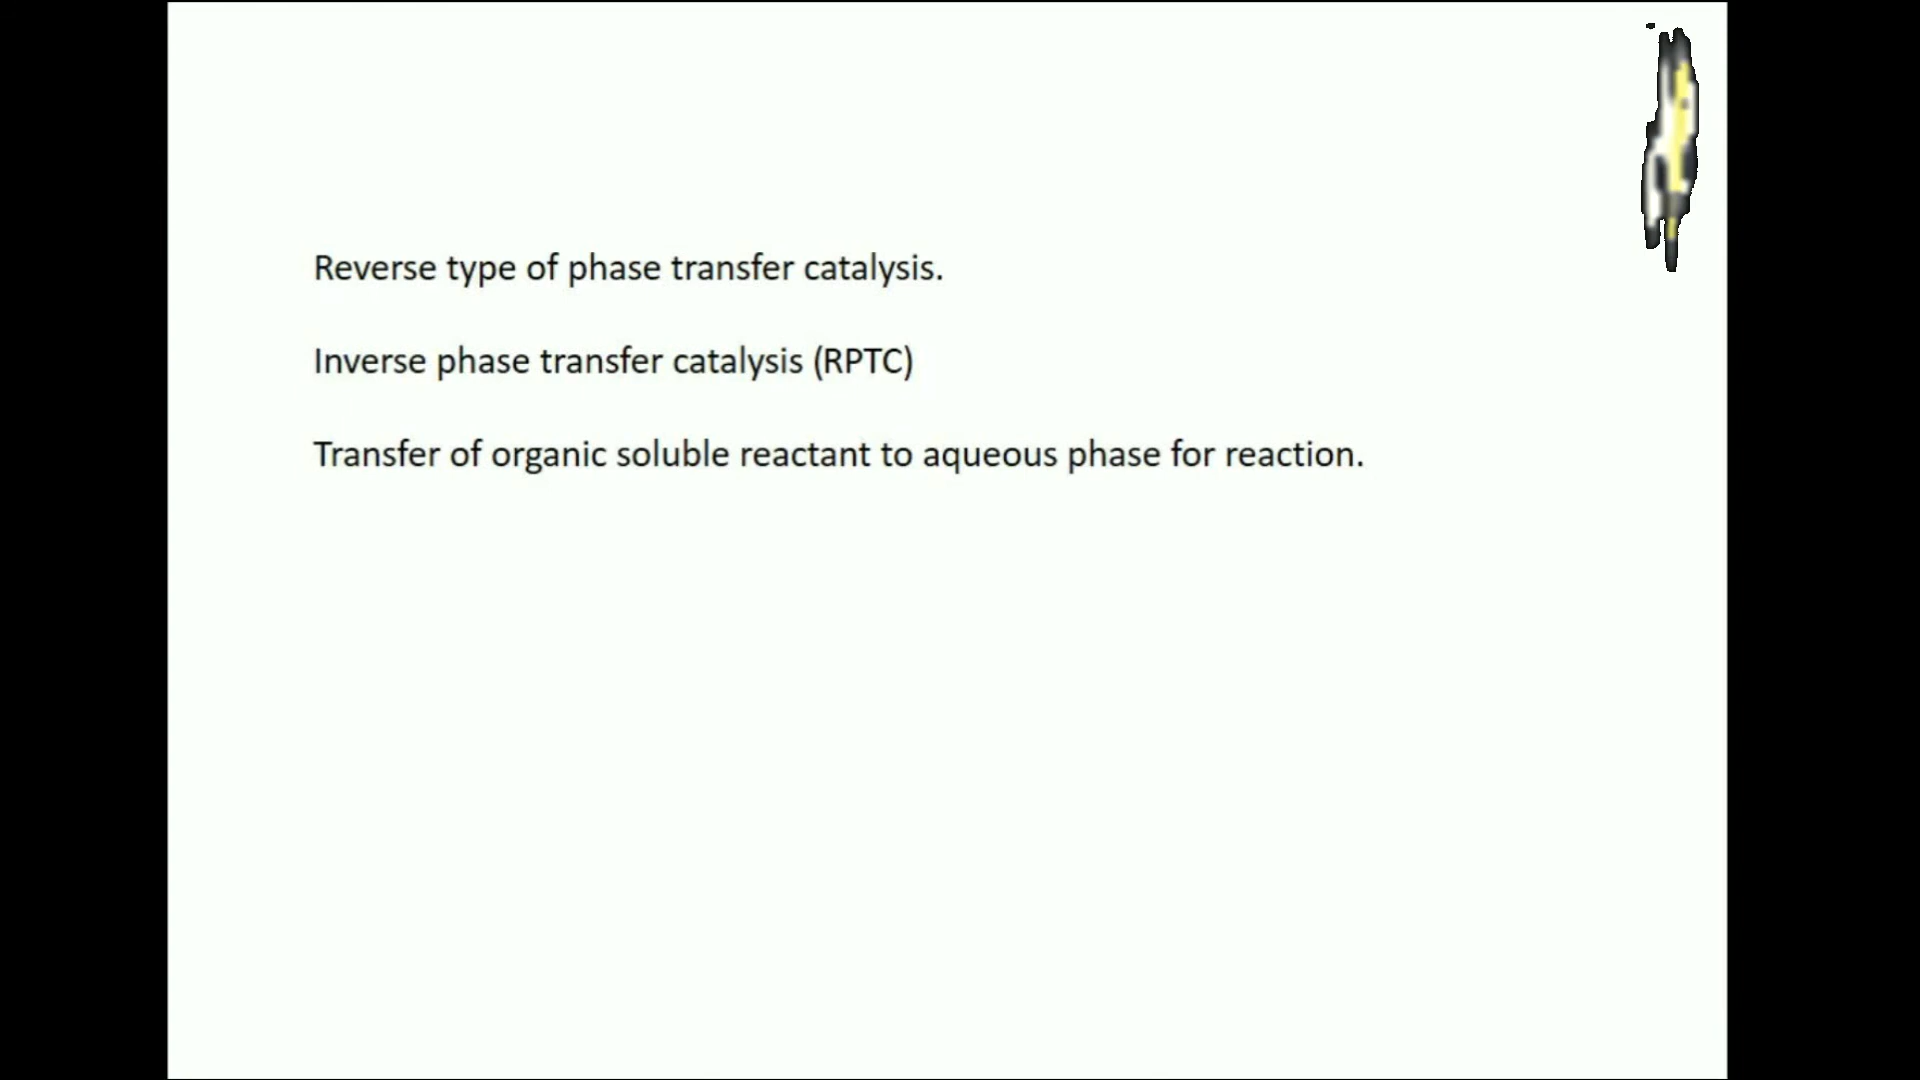 Reverse type of phase transfer catalysis.
Inverse phase transfer catalysis (RPTC)
Transfer of organic soluble reactant to aqueous phase for reaction.